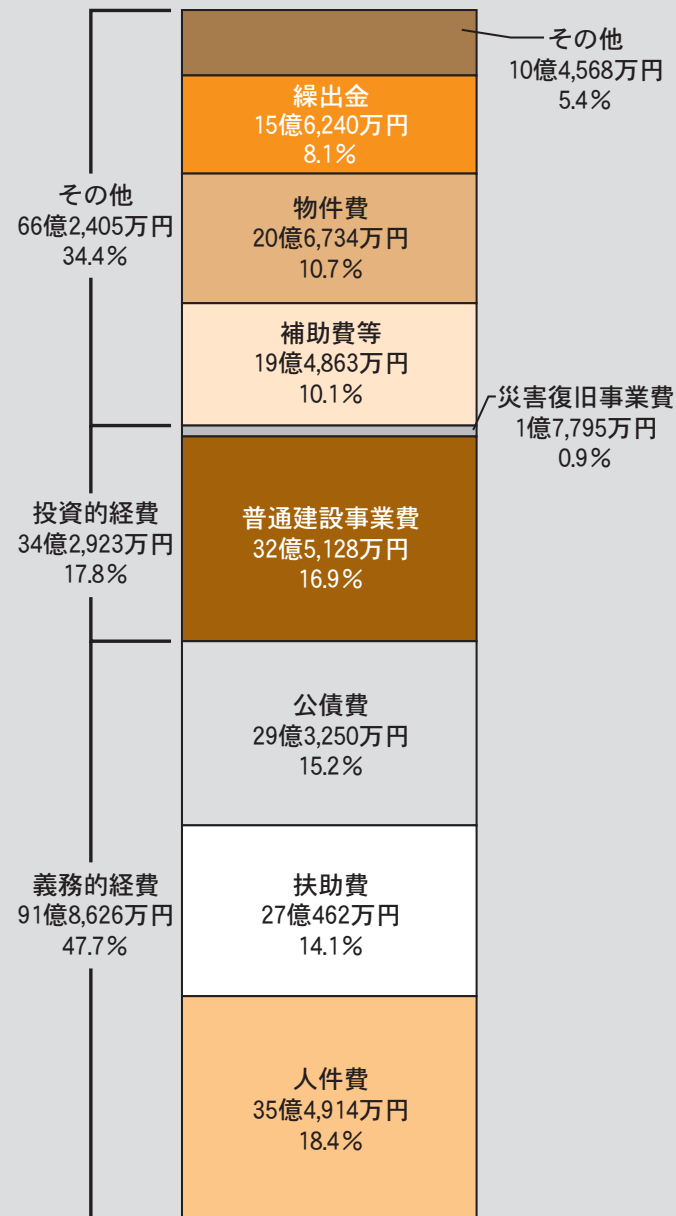 その他
10億4,568万円
5.4%
繰出金
15億6,240万円
8.1%
その他
66億2,405万円
34.4%
物件費
20億6,734万円
10.7%
補助費等
19億4,863万円
10.1%
災害復旧事業費
1億7,795万円
0.9%
投資的経費
34億2,923万円
17.8%
普通建設事業費
32億5,128万円
16.9%
公債費
29億3,250万円
15.2%
義務的経費
91億8,626万円
47.7%
扶助費
27億462万円
14.1%
人件費
35億4,914万円
18.4%